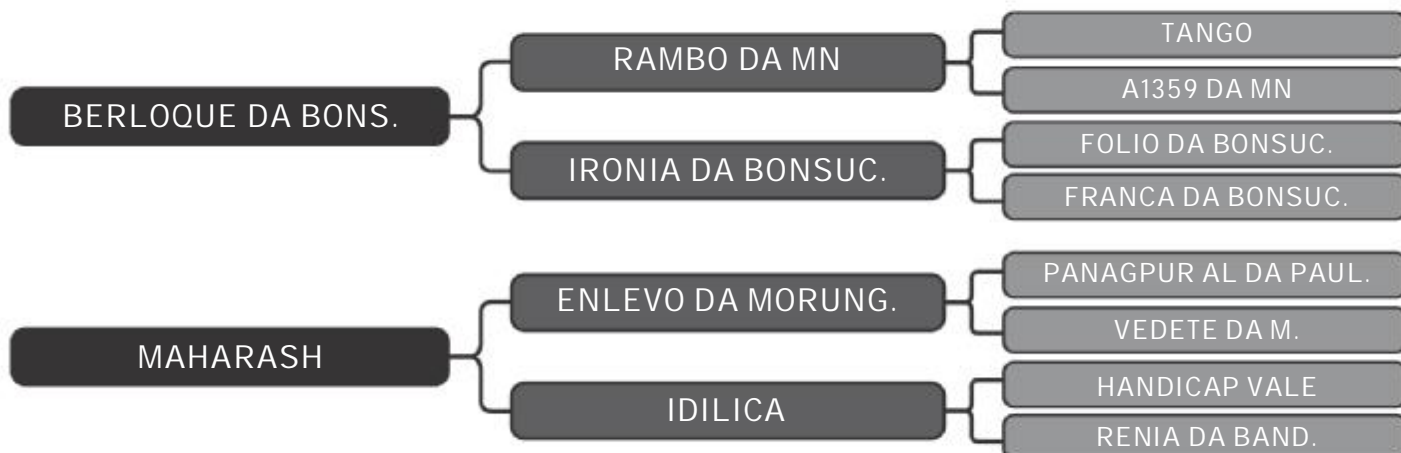 BERLOQUE DA BONS.
RAMBO DA MN
TANGO
A1359 DA MN
IRONIA DA BONSUC.
FOLIO DA BONSUC.
FRANCA DA BONSUC.
MAHARASH
ENLEVO DA MORUNG.
PANAGPUR AL DA PAUL.
VEDETE DA M.
IDILICA
HANDICAP VALE
RENIA DA BAND.